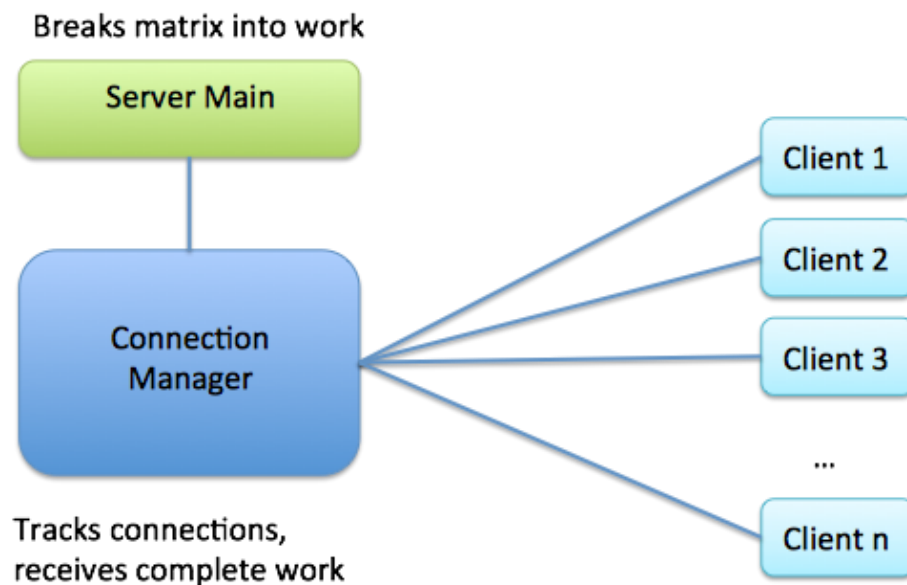 Breaks matrix into work
Server Main
Client 1
Client 2
Connection
Manager
Client 3
...
Client n
Tracks connections,
receives complete work